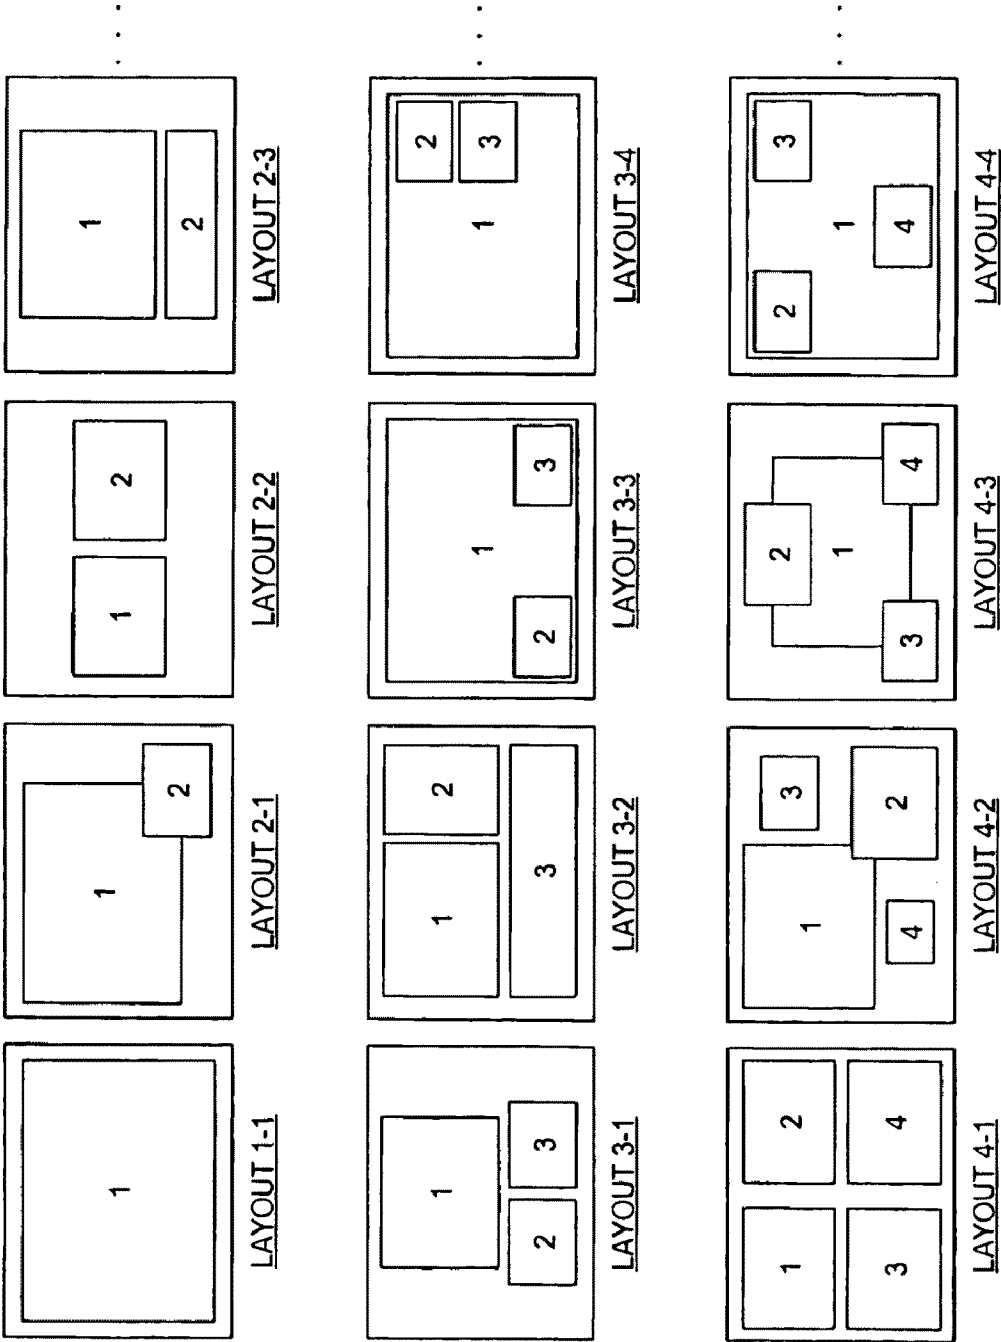 1
LAYOUT 1-1
1
2
LAYOUT 2-1
1 2
LAYOUT 2-2
1
2
LAYOUT 2-3
. . .
1
2 3
LAYOUT 3-1
1 2
3
LAYOUT 3-2
1
2 3
LAYOUT 3-3
2
1 3
LAYOUT 3-4
. . .
1 2
3 4
LAYOUT 4-1
1 3
4 2
LAYOUT 4-2
2
1
3 4
LAYOUT 4-3
2 3
1
4
LAYOUT 4-4
. . .